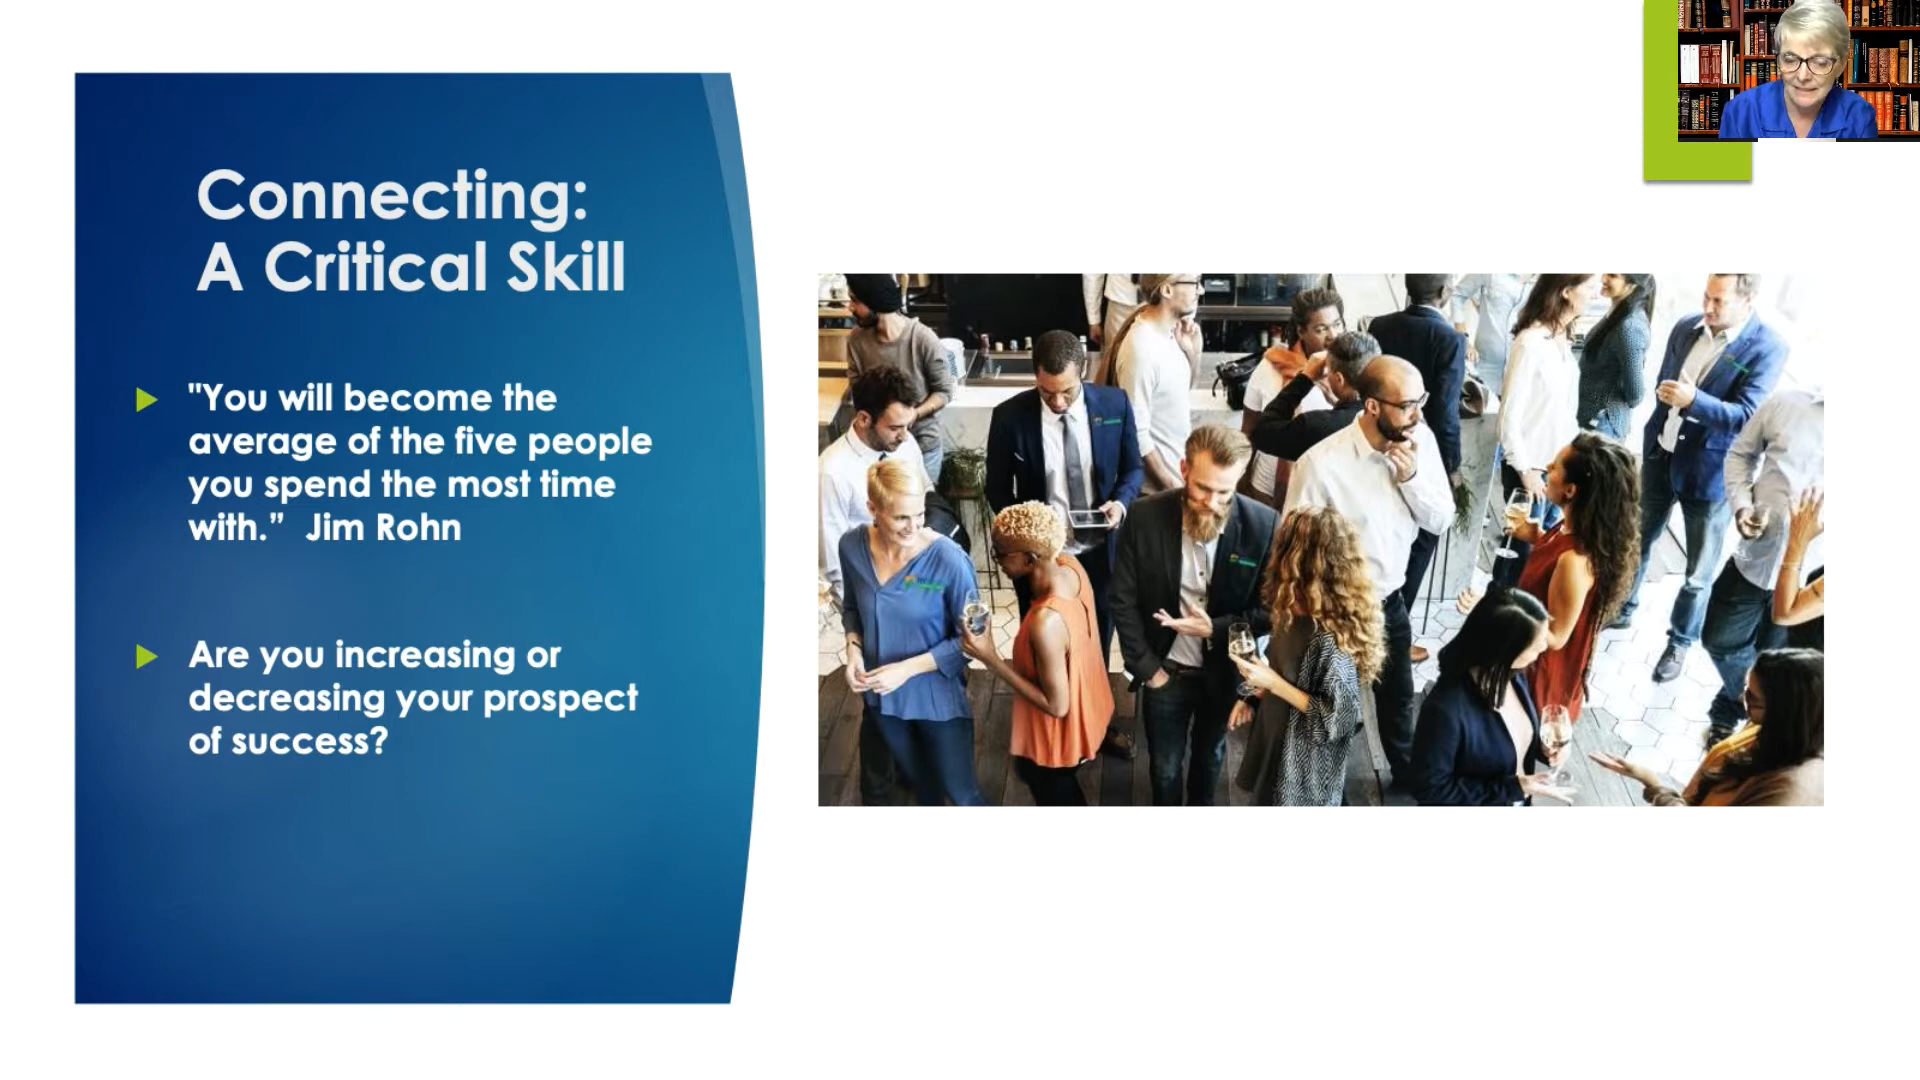 Connecting:
A Critical Skill
"You will become the
average of the five people
you spend the most time
with.”  Jim Rohn
Are you increasing or
decreasing your prospect
of success?